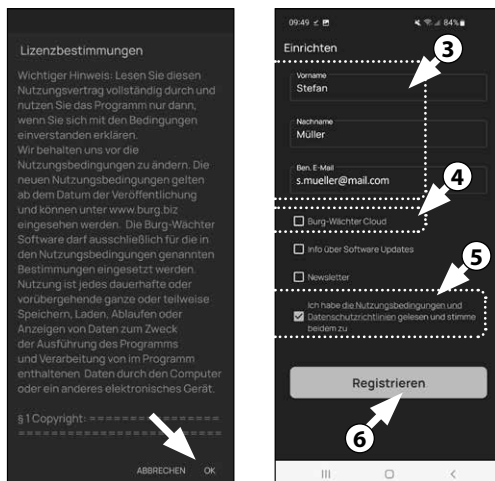 Lizenzbestimmungen
Wichtiger Hinweis: Lesen Sie diesen
Nutzungsvertrag vollständig durch und
nutzen Sie das Programm nur dann,
wenn Sie sich mit den Bedingungen
einverstanden erklären.
Wir behalten uns vor die
Nutzungsbedingungen zu ändern. Die
neuen Nutzungsbedingungen gelten
ab dem Datum der Veröffentlichung
und können unter www.burg.biz
eingesehen werden. Die Burg-Wächter
Software darf ausschließlich für die in
den Nutzungsbedingungen genannten
Bestimmungen eingesetzt werden.
Nutzung ist jedes dauerhafte oder
vorübergehende ganze oder teilweise
Speichern, Laden, Ablaufen oder
Anzeigen von Daten zum Zweck
der Ausführung des Programms
und Verarbeitung von im Programm
enthaltenen Daten durch den Computer
oder ein anderes elektronisches Gerät.
§ 1 Copyright: = = = = = = = = = = = = = = = =
= = = = = = = = = = = = = = = = = = = = = = = = =
ABBRECHEN OK
09:49 84%
Einrichten
3
Vorname
Stefan
Nachname
Müller
Ben. E-Mail
s.mueller@mail.com
4
Burg-Wächter Cloud
Info über Software Updates
5
Newsletter
Ich habe die Nutzungsbedingungen und
Datenschutzrichtlinien gelesen und stimme
beidem zu
Registrieren
6